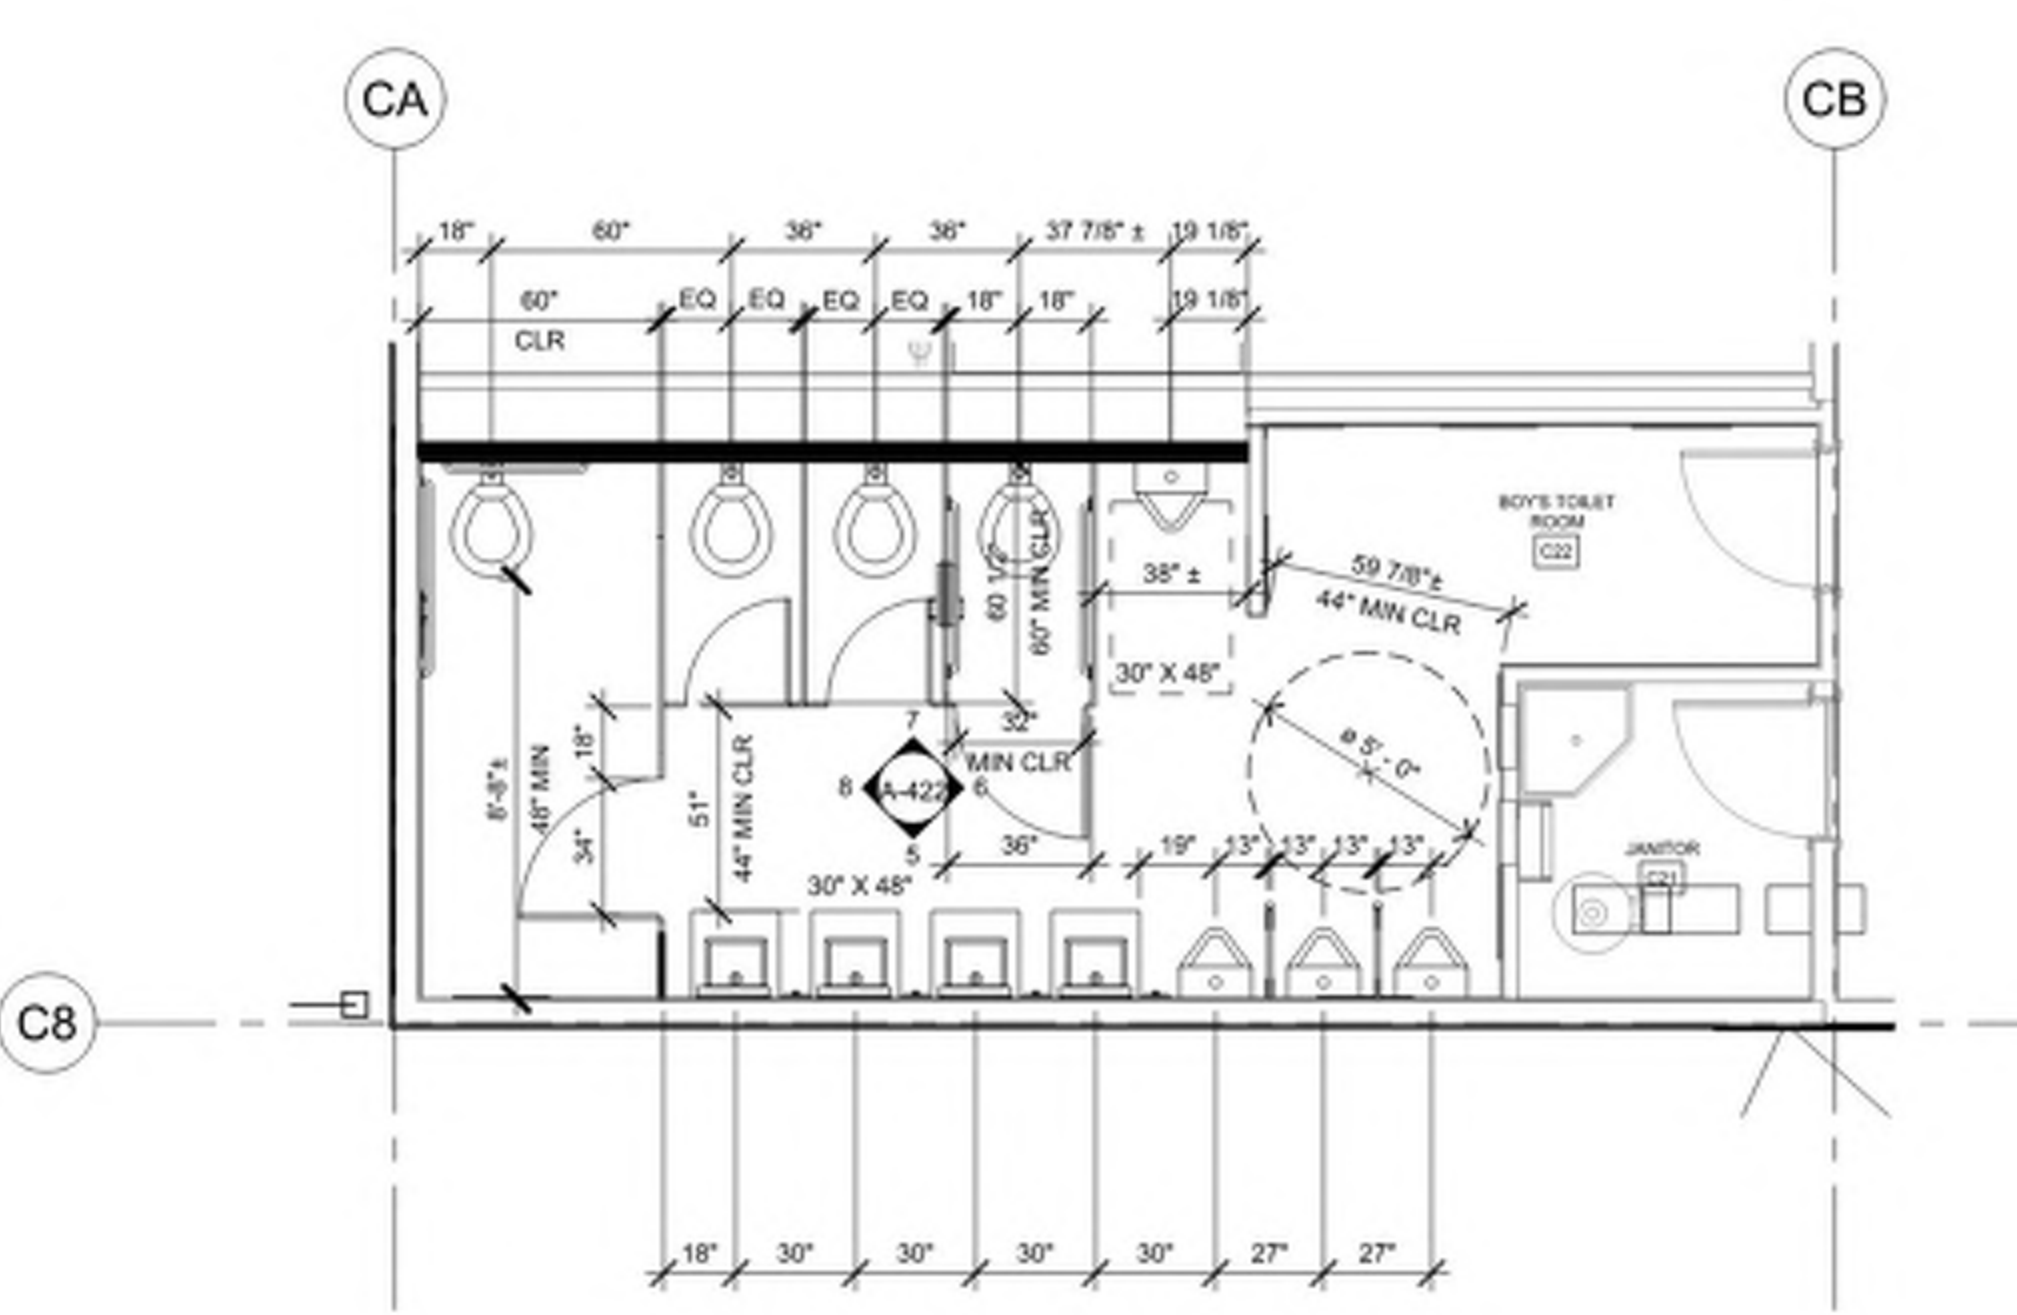 CA
CB
18"
60"
36"
36"
37 7/8" ±
19 1/8"
60"
EQ
EQ
EQ
EQ
18"
18"
19 1/8"
CLR
BOY'S TOILET
ROOM
C22
60 1/2"
60" MIN CLR
38" ±
59 7/8"±
44" MIN CLR
30" X 48"
8'-8"±
48" MIN
18"
34"
51"
44" MIN CLR
7
8
A-422
6
5
32"
MIN CLR
ø 5' - 0"
36"
19"
13"
13"
13"
13"
30" X 48"
JANITOR
C21
C8
18"
30"
30"
30"
30"
27"
27"